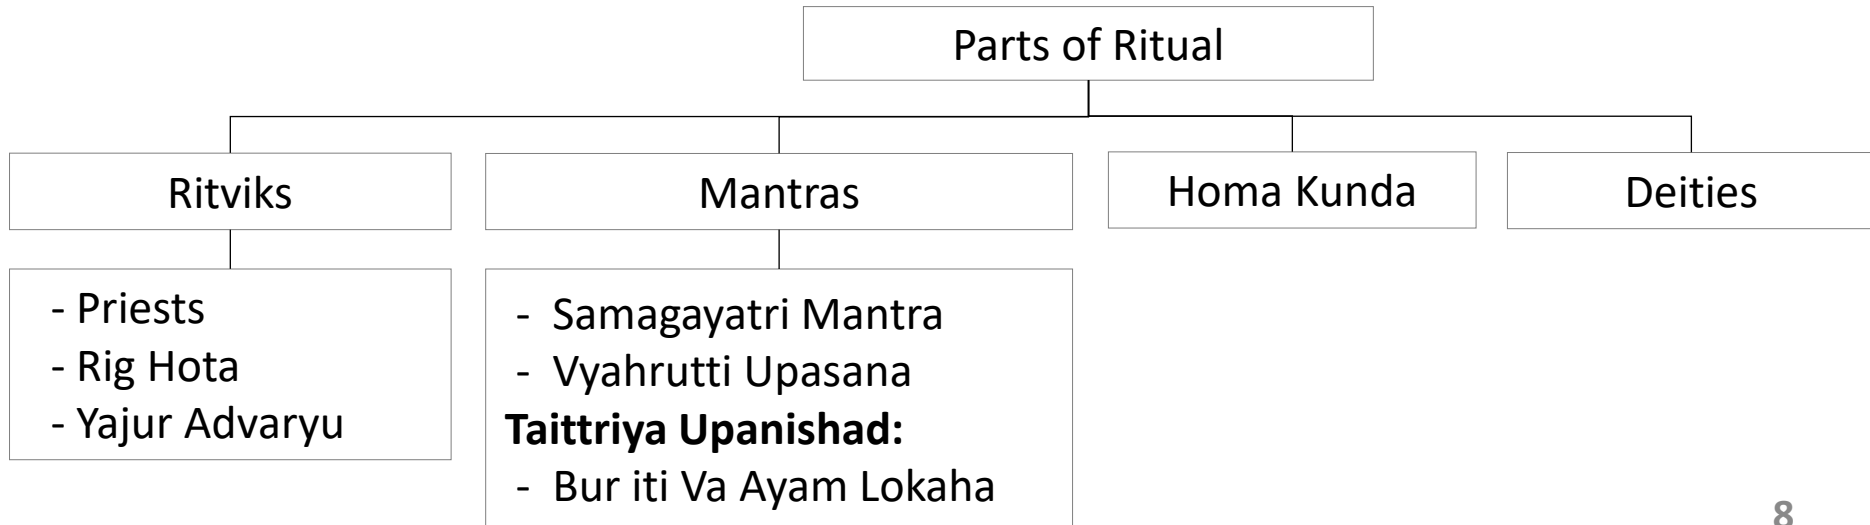 Parts of Ritual
Ritviks
Mantras
Homa Kunda
Deities
- Priests
- Rig Hota
- Yajur Advaryu
- Samagayatri Mantra
- Vyahrutti Upasana
Taittriya Upanishad:
- Bur iti Va Ayam Lokaha
8